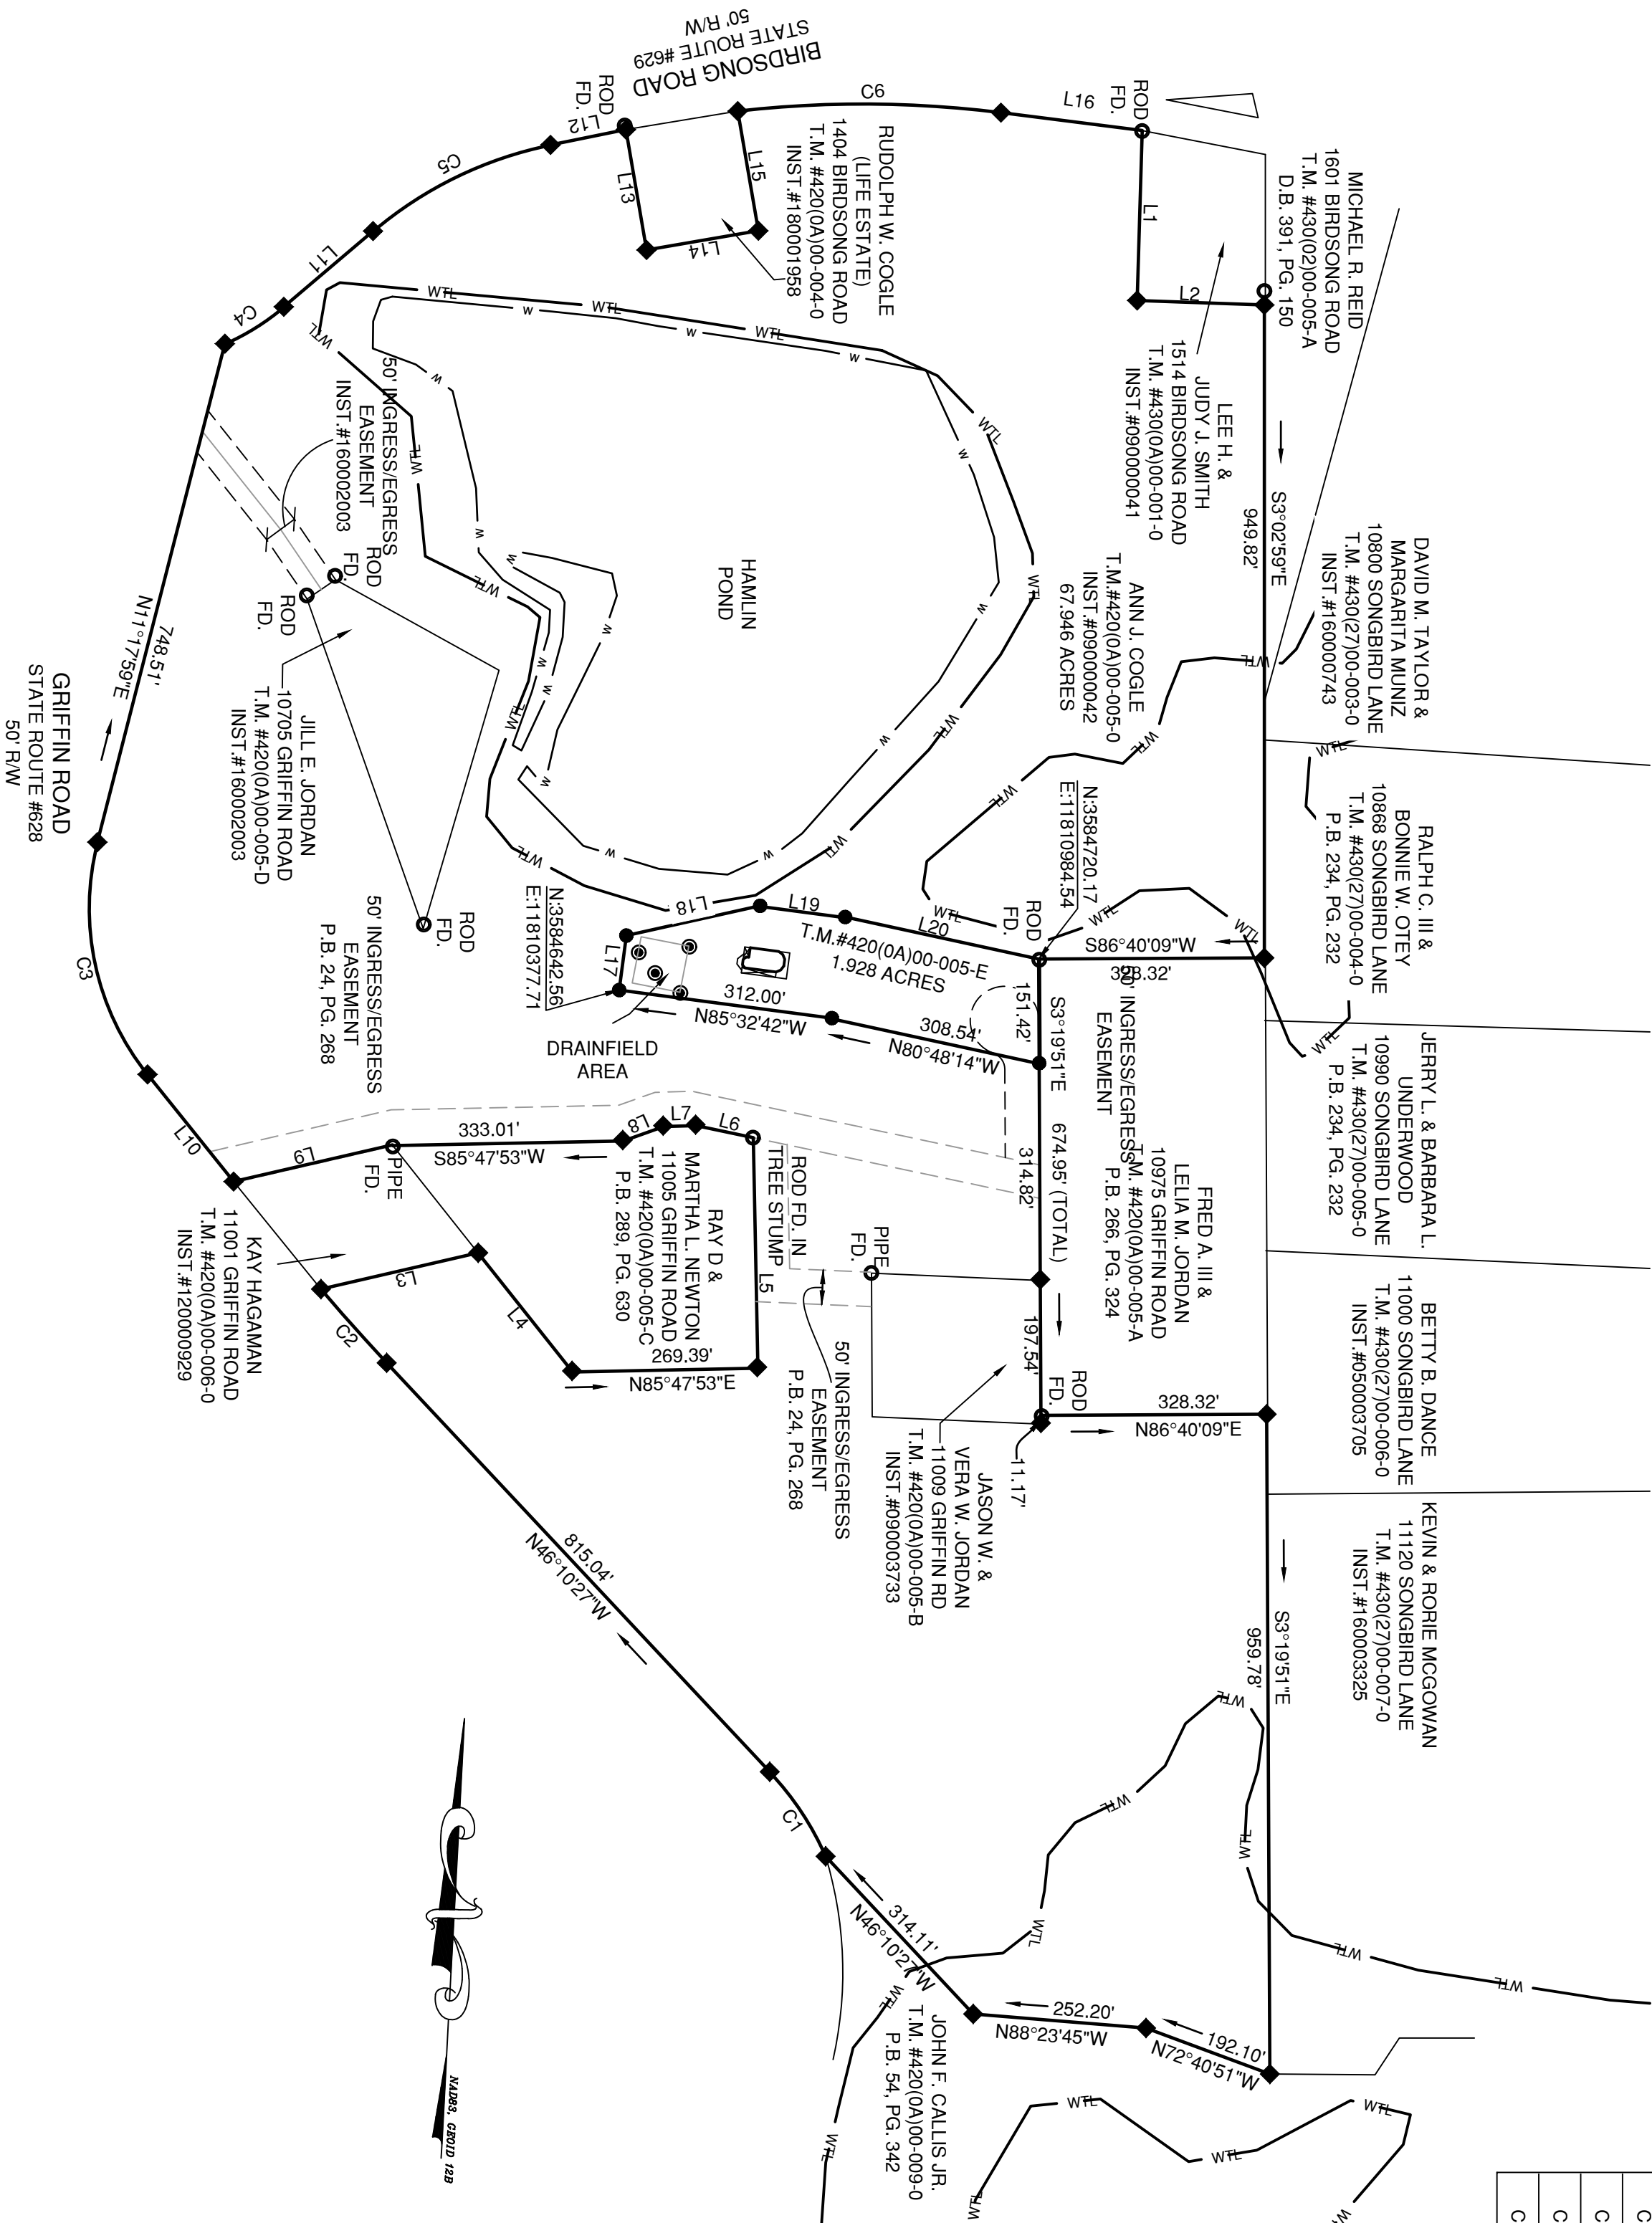 BIRDSONG ROAD
STATE ROUTE #629
50' R/W
MICHAEL R. REID
1601 BIRDSONG ROAD
T.M. #430(02)00-005-A
D.B. 391, PG. 150
DAVID M. TAYLOR &
MARGARITA MUNIZ
10800 SONGBIRD LANE
T.M. #430(27)00-003-0
INST.#160000743
RALPH C. III &
BONNIE W. OTEY
10868 SONGBIRD LANE
T.M. #430(27)00-004-0
P.B. 234, PG. 232
JERRY L. & BARBARA L.
UNDERWOOD
10990 SONGBIRD LANE
T.M. #430(27)00-005-0
P.B. 234, PG. 232
BETTY B. DANCE
11000 SONGBIRD LANE
T.M. #430(27)00-006-0
INST.#050003705
KEVIN & RORIE MCGOWAN
11120 SONGBIRD LANE
T.M. #430(27)00-007-0
INST.#160003325
S3°02'59"E
949.82'
S3°19'51"E
959.78'
ROD
FD.
L16
C6
L1
L2
LEE H. &
JUDY J. SMITH
1514 BIRDSONG ROAD
T.M. #430(0A)00-001-0
INST.#090000041
ANN J. COGLE
T.M.#420(0A)00-005-0
INST.#090000042
67.946 ACRES
N:3584720.17
E:11810984.54
ROD
FD.
S86°40'09"W
328.32'
50' INGRESS/EGRESS
EASEMENT
FRED A. III &
LELIA M. JORDAN
10975 GRIFFIN ROAD
T.M. #420(0A)00-005-A
P.B. 266, PG. 324
S3°19'51"E
674.95' (TOTAL)
151.42'
314.82'
197.54'
ROD
FD.
328.32'
N86°40'09"E
11.17'
RUDOLPH W. COGLE
(LIFE ESTATE)
1404 BIRDSONG ROAD
T.M. #420(0A)00-004-0
INST.#180001958
L15
L14
L13
ROD
FD.
L12
C5
L11
C4
HAMLIN
POND
L20
L19
L18
L17
T.M.#420(0A)00-005-E
1.928 ACRES
308.54'
N80°48'14"W
312.00'
N85°32'42"W
N:3584642.56
E:11810377.71
DRAINFIELD
AREA
JASON W. &
VERA W. JORDAN
11009 GRIFFIN RD
T.M. #420(0A)00-005-B
INST.#090003733
PIPE
FD.
50' INGRESS/EGRESS
EASEMENT
P.B. 24, PG. 268
ROD FD. IN
TREE STUMP
L5
L6
L7
L8
RAY D &
MARTHA L. NEWTON
11005 GRIFFIN ROAD
T.M. #420(0A)00-005-C
P.B. 289, PG. 630
269.39'
N85°47'53"E
333.01'
S85°47'53"W
PIPE
FD.
L9
L10
L3
L4
C2
50' INGRESS/EGRESS
EASEMENT
INST.#160002003
ROD
FD.
ROD
FD.
ROD
FD.
JILL E. JORDAN
10705 GRIFFIN ROAD
T.M. #420(0A)00-005-D
INST.#160002003
50' INGRESS/EGRESS
EASEMENT
P.B. 24, PG. 268
748.51'
N11°17'59"E
C3
GRIFFIN ROAD
STATE ROUTE #628
50' R/W
KAY HAGAMAN
11001 GRIFFIN ROAD
T.M. #420(0A)00-006-0
INST.#120000929
815.04'
N46°10'27"W
C1
314.11'
N46°10'27"W
252.20'
N88°23'45"W
192.10'
N72°40'51"W
JOHN F. CALLIS JR.
T.M. #420(0A)00-009-0
P.B. 54, PG. 342
NAD83, GEOID 12B
WTL
WTL
WTL
WTL
WTL
WTL
WTL
WTL
W
W
W
W
W
W
C
C
C
C